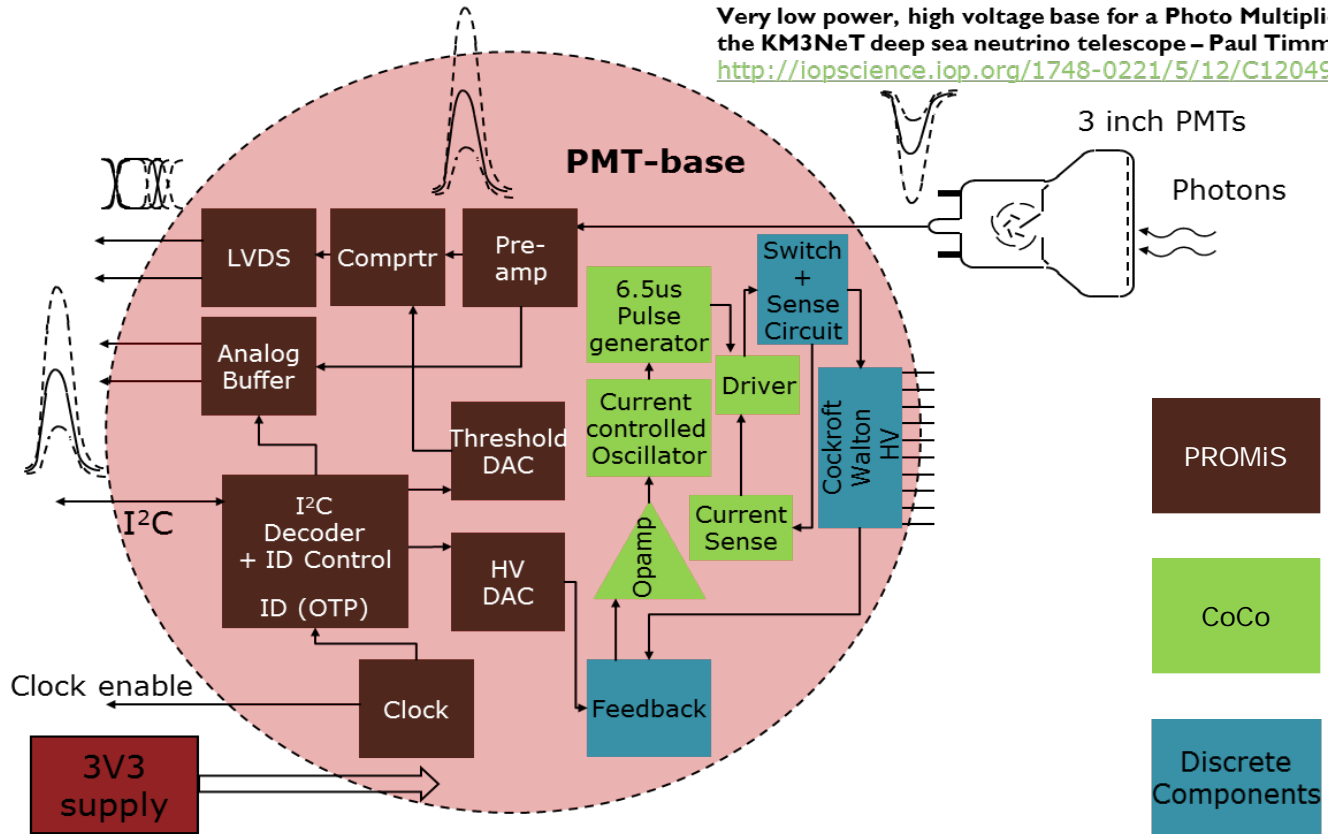 Very low power, high voltage base for a Photo Multipli
the KM3NeT deep sea neutrino telescope – Paul Timm
http://iopscience.iop.org/1748-0221/5/12/C12049
3 inch PMTs
Photons
PMT-base
LVDS
Comprtr
Pre-
amp
Switch
+
Sense
Circuit
6.5us
Pulse
generator
Analog
Buffer
Driver
Current
controlled
Oscillator
Cockroft
Walton
HV
Threshold
DAC
I²C
I²C
Decoder
+ ID Control
ID (OTP)
Current
Sense
Opamp
HV
DAC
Clock enable
Clock
Feedback
3V3
supply
PROMiS
CoCo
Discrete
Components